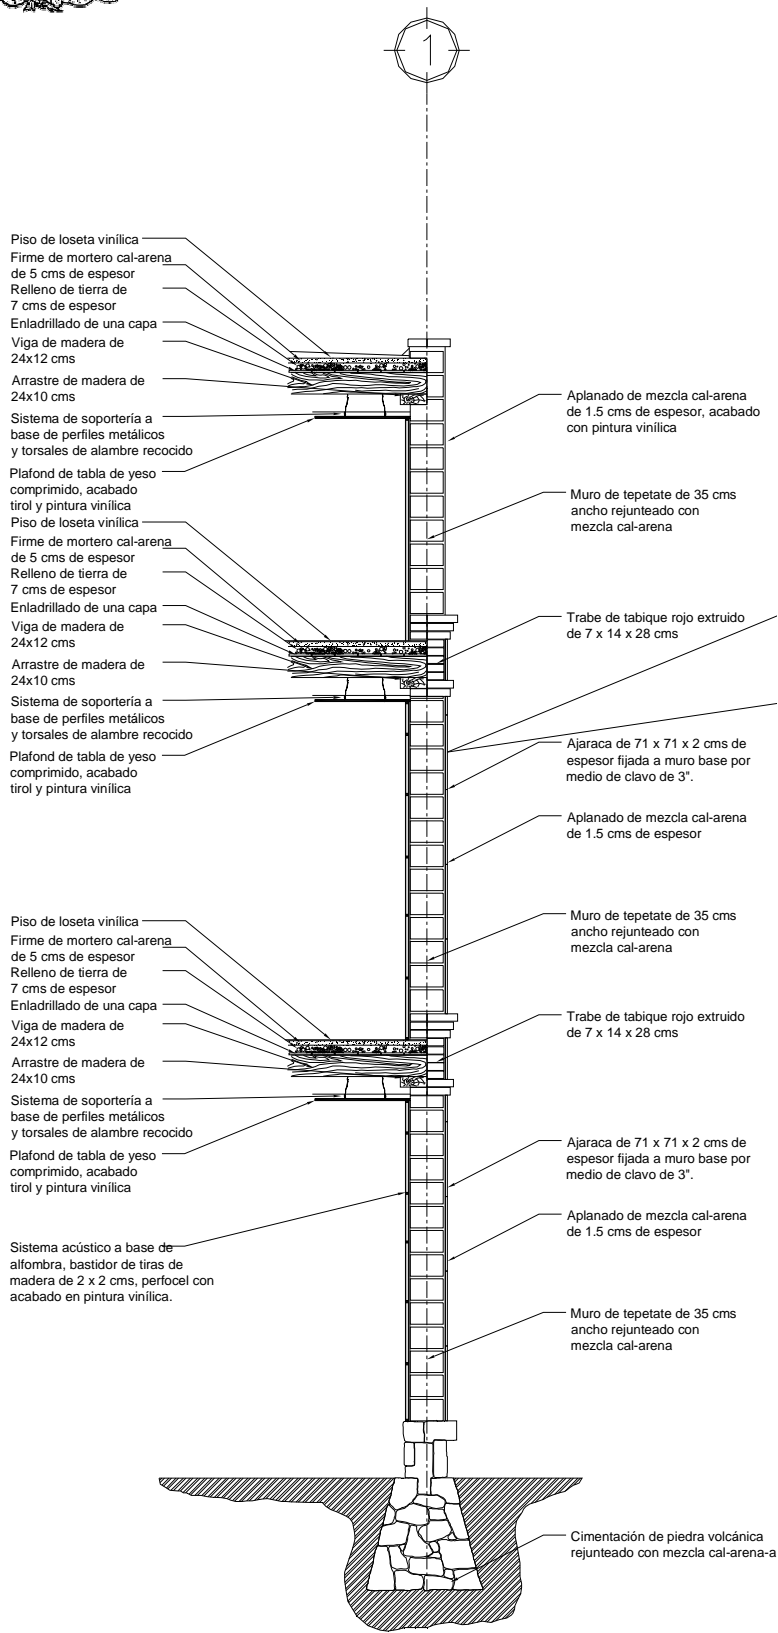 1
Piso de loseta vinílica
Firme de mortero cal-arena
de 5 cms de espesor
Relleno de tierra de
7 cms de espesor
Enladrillado de una capa
Viga de madera de
24x12 cms
Arrastre de madera de
24x10 cms
Sistema de soportería a
base de perfiles metálicos
y torsales de alambre recocido
Plafond de tabla de yeso
comprimido, acabado
tirol y pintura vinílica
Aplanado de mezcla cal-arena
de 1.5 cms de espesor, acabado
con pintura vinílica
Muro de tepetate de 35 cms
ancho rejunteado con
mezcla cal-arena
Piso de loseta vinílica
Firme de mortero cal-arena
de 5 cms de espesor
Relleno de tierra de
7 cms de espesor
Enladrillado de una capa
Viga de madera de
24x12 cms
Arrastre de madera de
24x10 cms
Sistema de soportería a
base de perfiles metálicos
y torsales de alambre recocido
Plafond de tabla de yeso
comprimido, acabado
tirol y pintura vinílica
Trabe de tabique rojo extruido
de 7 x 14 x 28 cms
Ajaraca de 71 x 71 x 2 cms de
espesor fijada a muro base por
medio de clavo de 3".
Aplanado de mezcla cal-arena
de 1.5 cms de espesor
Muro de tepetate de 35 cms
ancho rejunteado con
mezcla cal-arena
Piso de loseta vinílica
Firme de mortero cal-arena
de 5 cms de espesor
Relleno de tierra de
7 cms de espesor
Enladrillado de una capa
Viga de madera de
24x12 cms
Arrastre de madera de
24x10 cms
Sistema de soportería a
base de perfiles metálicos
y torsales de alambre recocido
Plafond de tabla de yeso
comprimido, acabado
tirol y pintura vinílica
Trabe de tabique rojo extruido
de 7 x 14 x 28 cms
Ajaraca de 71 x 71 x 2 cms de
espesor fijada a muro base por
medio de clavo de 3".
Aplanado de mezcla cal-arena
de 1.5 cms de espesor
Sistema acústico a base de
alfombra, bastidor de tiras de
madera de 2 x 2 cms, perfocel con
acabado en pintura vinílica.
Muro de tepetate de 35 cms
ancho rejunteado con
mezcla cal-arena
Cimentación de piedra volcánica
rejunteado con mezcla cal-arena-a